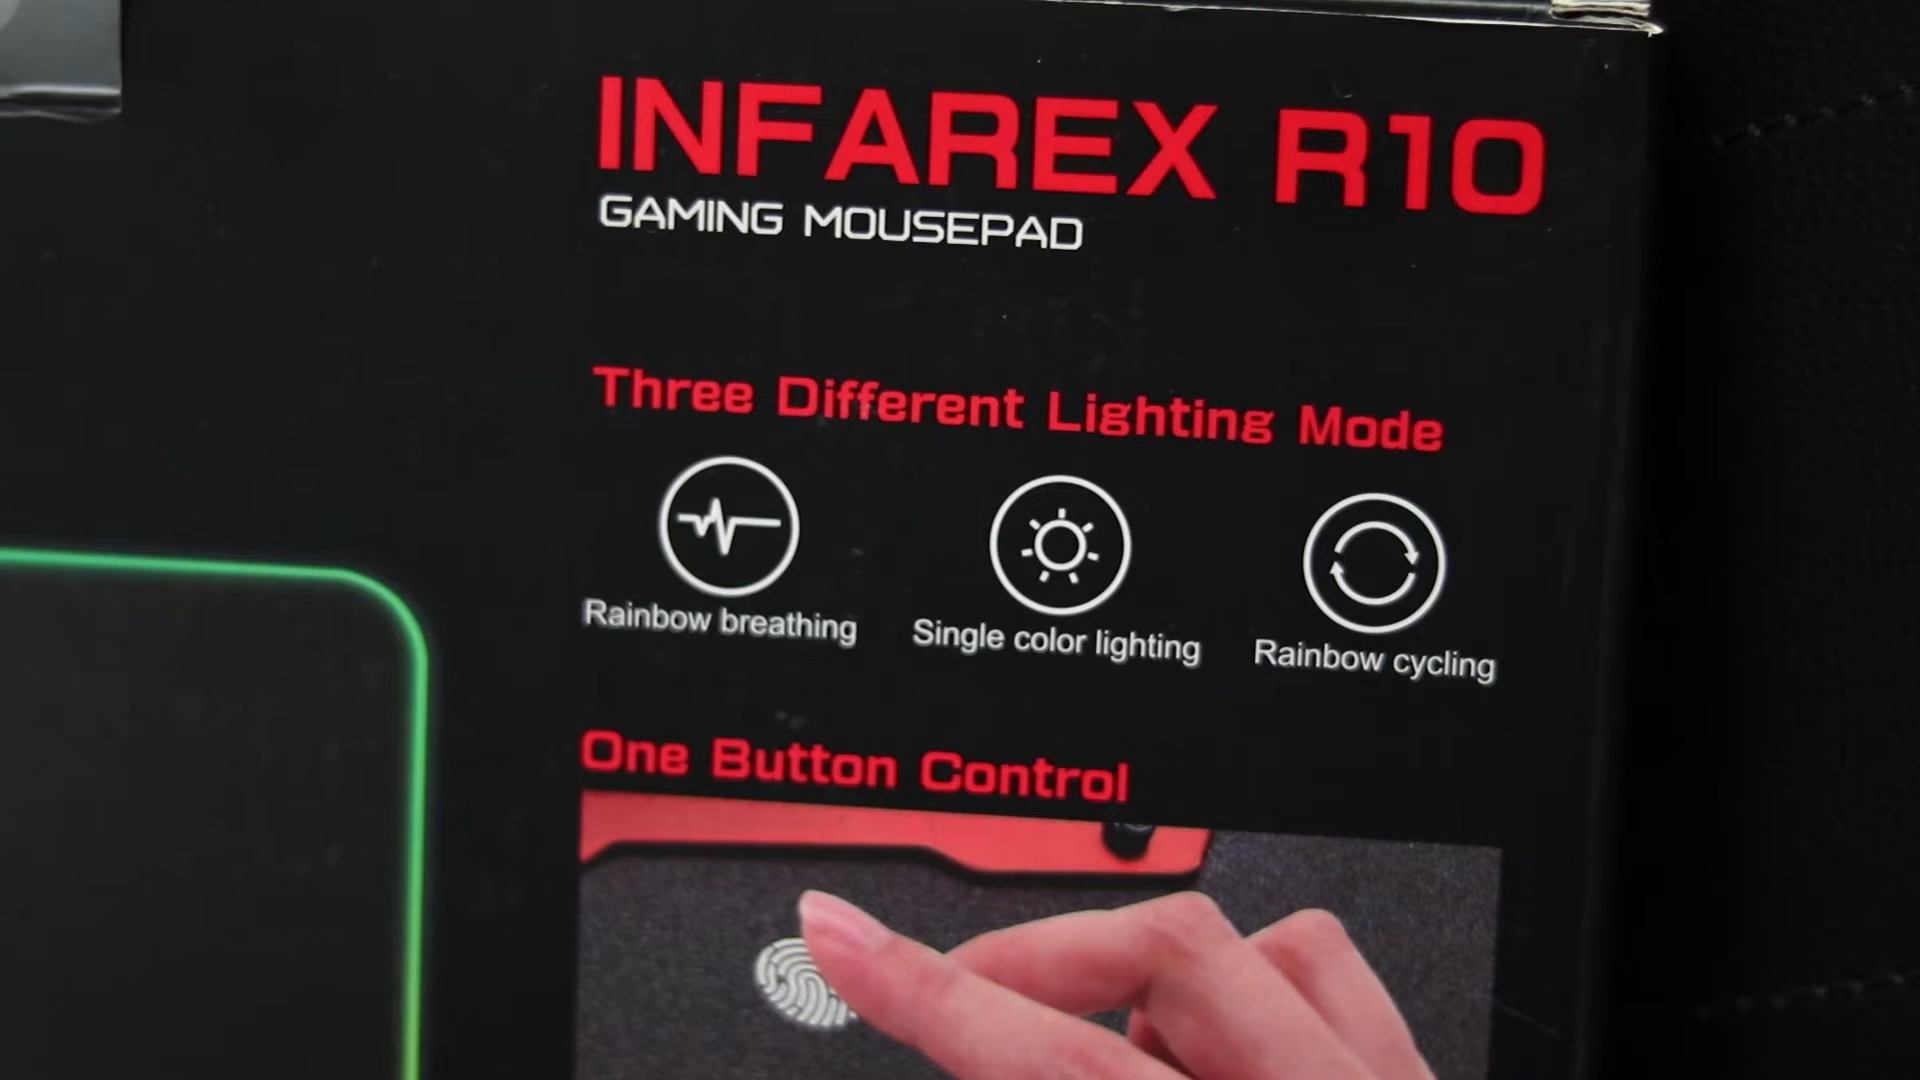 INFAREX R10
GAMING MOUSEPAD
Three Different Lighting Mode
Rainbow breathing
Single color lighting
Rainbow cycling
One Button Control